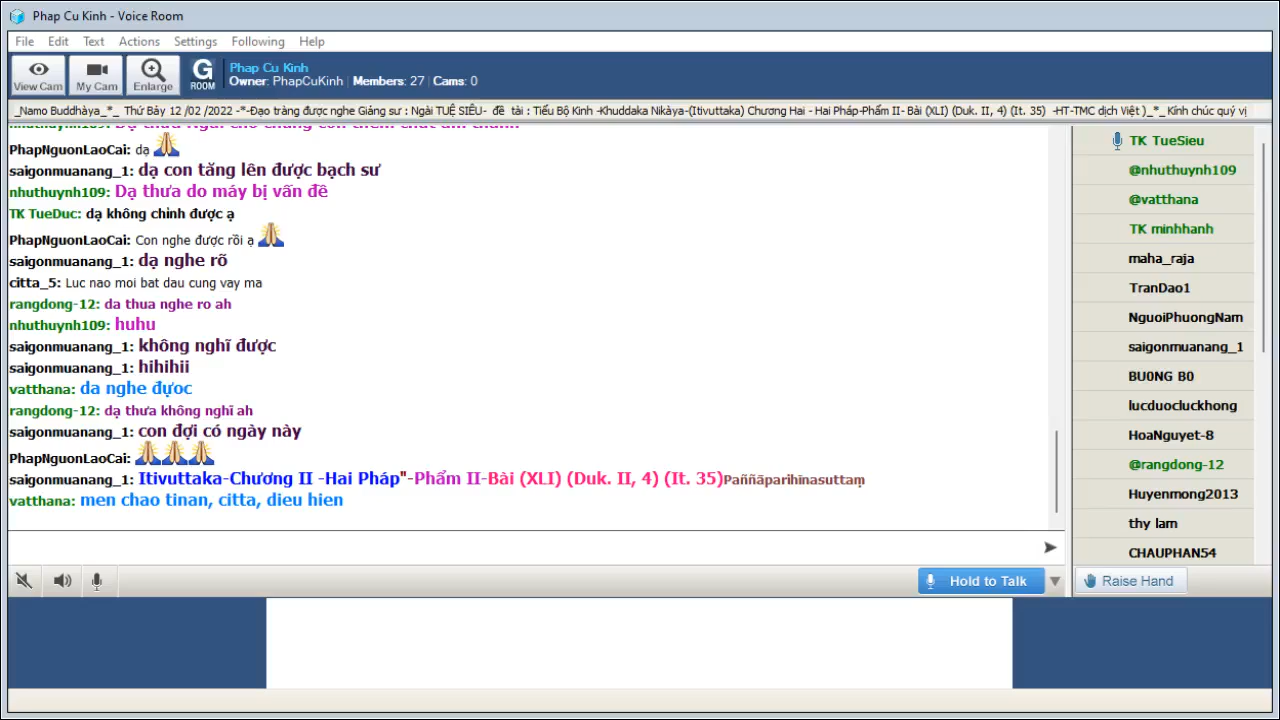 Phap Cu Kinh - Voice Room
File Edit Text Actions Settings Following Help
View Cam
My Cam
Enlarge
G
ROOM
Phap Cu Kinh
Owner: PhapCuKinh | Members: 27 | Cams: 0
_Namo Buddhàya_*_ Thứ Bảy 12 /02 /2022 -*-Đạo tràng được nghe Giảng sư : Ngài TUỆ SIÊU- đề tài : Tiểu Bộ Kinh -Khuddaka Nikàya-(Itivuttaka) Chương Hai - Hai Pháp-Phẩm II- Bài (XLI) (Duk. II, 4) (It. 35) -HT-TMC dịch Việt )_*_ Kính chúc quý vị
PhapNguonLaoCai: dạ
saigonmuanang_1: dạ con tăng lên được bạch sư
nhuthuynh109: Dạ thưa do máy bị vấn đề
TK TueDuc: dạ không chỉnh được ạ
PhapNguonLaoCai: Con nghe được rồi ạ
saigonmuanang_1: dạ nghe rõ
citta_5: Luc nao moi bat dau cung vay ma
rangdong-12: da thua nghe ro ah
nhuthuynh109: huhu
saigonmuanang_1: không nghĩ được
saigonmuanang_1: hihihii
vatthana: da nghe đựoc
rangdong-12: dạ thưa không nghĩ ah
saigonmuanang_1: con đợi có ngày này
PhapNguonLaoCai:
saigonmuanang_1: Itivuttaka-Chương II -Hai Pháp"-Phẩm II-Bài (XLI) (Duk. II, 4) (It. 35)Paññāparihīnasuttaṃ
vatthana: men chao tinan, citta, dieu hien
Hold to Talk
TK TueSieu
@nhuthuynh109
@vatthana
TK minhhanh
maha_raja
TranDao1
NguoiPhuongNam
saigonmuanang_1
BU0NG B0
lucduocluckhong
HoaNguyet-8
@rangdong-12
Huyenmong2013
thy lam
CHAUPHAN54
Raise Hand